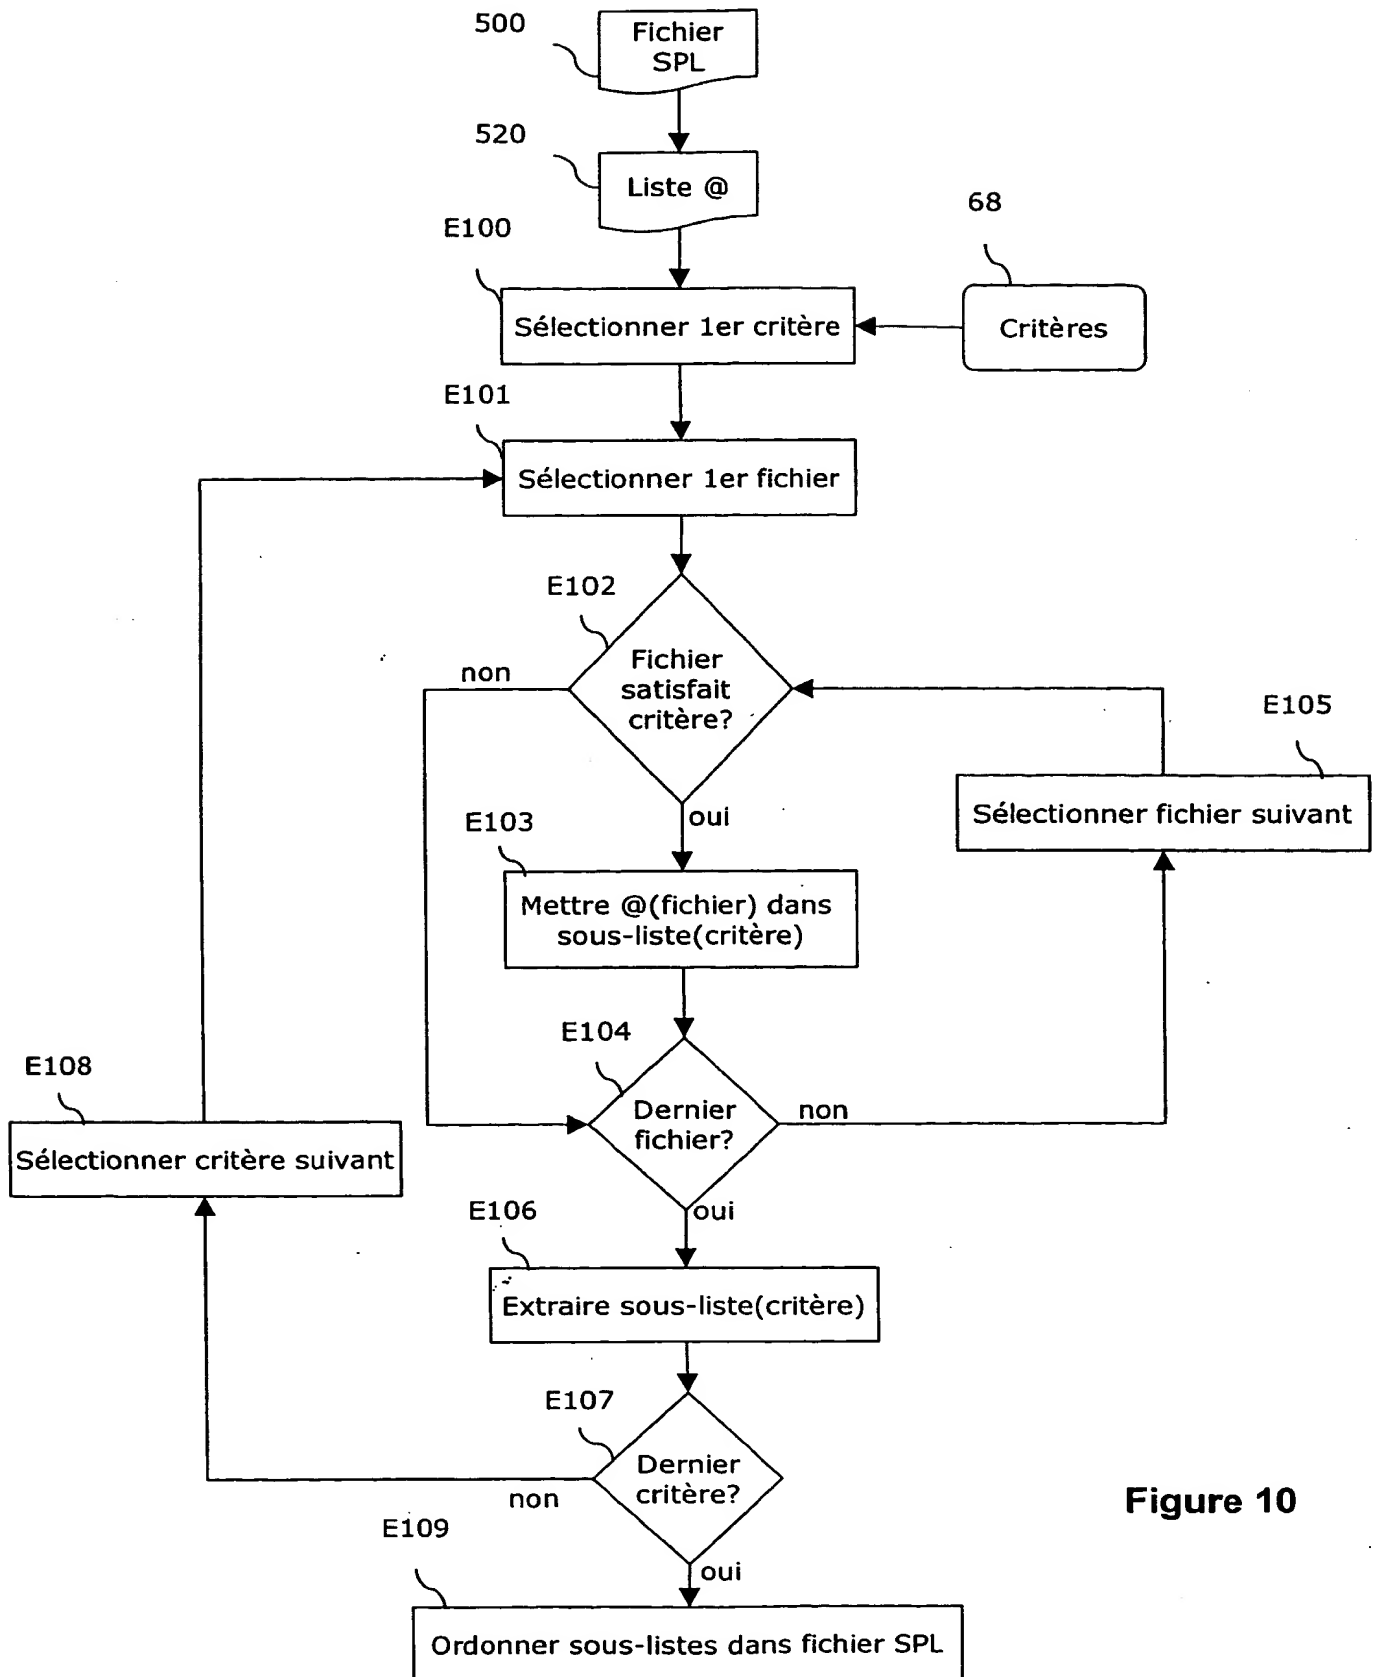 500
Fichier
SPL
520
Liste @
68
E100
Sélectionner 1er critère
Critères
E101
Sélectionner 1er fichier
E102
Fichier
satisfait
critère?
non
E105
oui
Sélectionner fichier suivant
E103
Mettre @(fichier) dans
sous-liste(critère)
E104
Dernier
fichier?
non
E108
Sélectionner critère suivant
oui
E106
Extraire sous-liste(critère)
E107
Dernier
critère?
non
Figure 10
E109
oui
Ordonner sous-listes dans fichier SPL